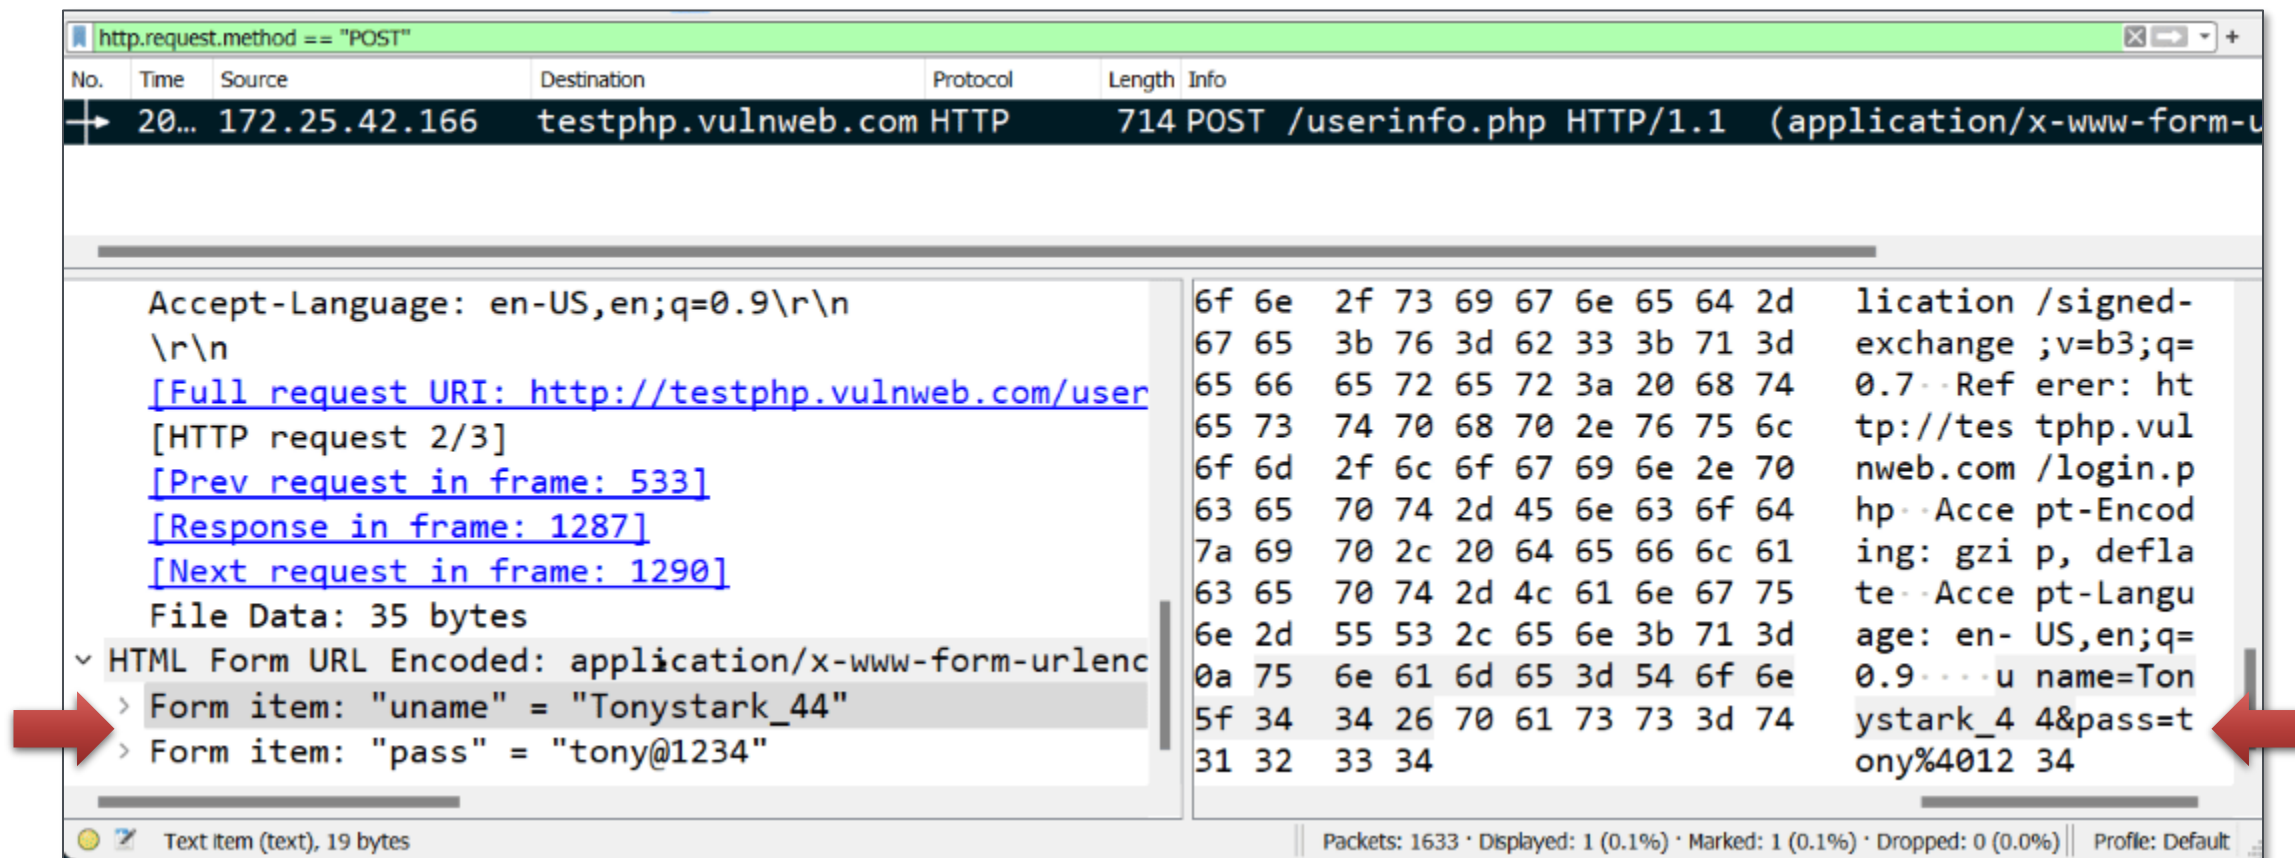 http.request.method == "POST"
No. Time Source Destination Protocol Length Info
20… 172.25.42.166 testphp.vulnweb.com HTTP 714 POST /userinfo.php HTTP/1.1 (application/x-www-form-u
Accept-Language: en-US,en;q=0.9\r\n
\r\n
[Full request URI: http://testphp.vulnweb.com/user
[HTTP request 2/3]
[Prev request in frame: 533]
[Response in frame: 1287]
[Next request in frame: 1290]
File Data: 35 bytes
HTML Form URL Encoded: application/x-www-form-urlenc
Form item: "uname" = "Tonystark_44"
Form item: "pass" = "tony@1234"
6f 6e 2f 73 69 67 6e 65 64 2d lication /signed-
67 65 3b 76 3d 62 33 3b 71 3d exchange ;v=b3;q=
65 66 65 72 65 72 3a 20 68 74 0.7··Ref erer: ht
65 73 74 70 68 70 2e 76 75 6c tp://tes tphp.vul
6f 6d 2f 6c 6f 67 69 6e 2e 70 nweb.com /login.p
63 65 70 74 2d 45 6e 63 6f 64 hp··Acce pt-Encod
7a 69 70 2c 20 64 65 66 6c 61 ing: gzi p, defla
63 65 70 74 2d 4c 61 6e 67 75 te··Acce pt-Langu
6e 2d 55 53 2c 65 6e 3b 71 3d age: en- US,en;q=
0a 75 6e 61 6d 65 3d 54 6f 6e 0.9····u name=Ton
5f 34 34 26 70 61 73 73 3d 74 ystark_4 4&pass=t
31 32 33 34 ony%4012 34
Text item (text), 19 bytes
Packets: 1633 · Displayed: 1 (0.1%) · Marked: 1 (0.1%) · Dropped: 0 (0.0%)
Profile: Default